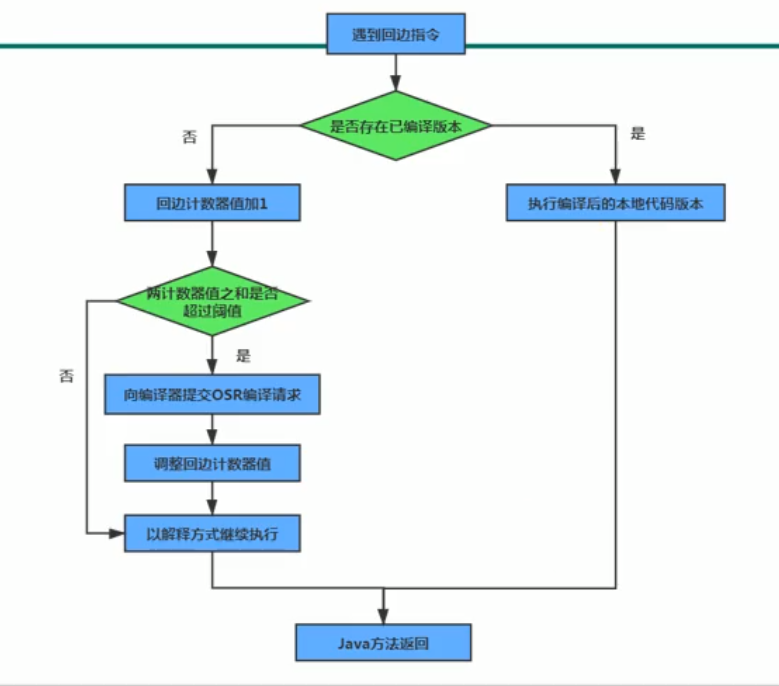 遇到回边指令
是否存在已编译版本
否
是
回边计数器值加1
执行编译后的本地代码版本
两计数器值之和是否
超过阈值
是
否
向编译器提交OSR编译请求
调整回边计数器值
以解释方式继续执行
Java方法返回